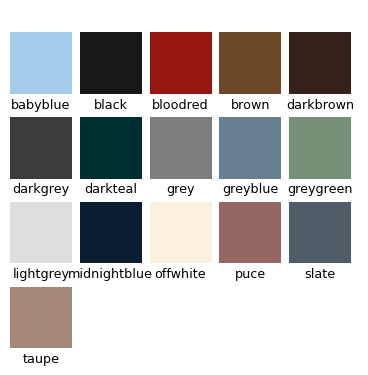 babyblue black bloodred brown darkbrown
darkgrey darkteal grey greyblue greygreen
lightgrey midnightblue offwhite puce slate
taupe